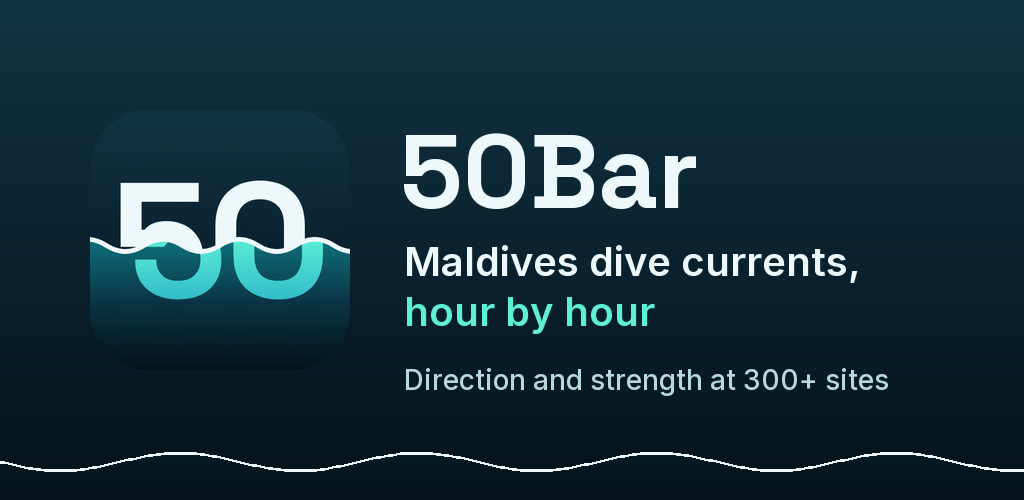 50
50Bar
Maldives dive currents,
hour by hour
Direction and strength at 300+ sites